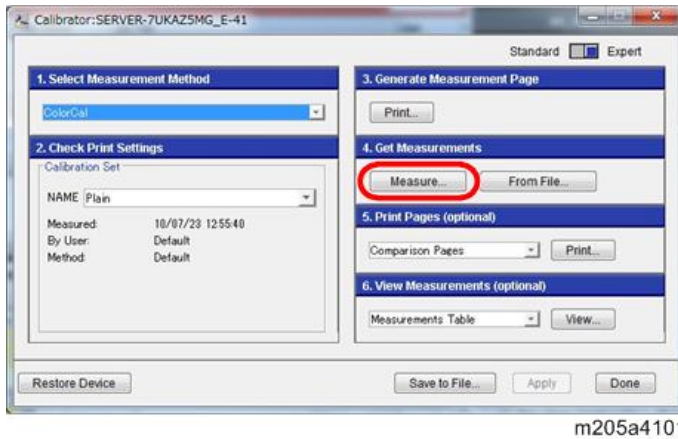 Calibrator:SERVER-7UKAZ5MG_E-41
Standard Expert
1. Select Measurement Method
ColorCal
2. Check Print Settings
Calibration Set
NAME Plain
Measured: 10/07/23 12:55:40
By User: Default
Method: Default
3. Generate Measurement Page
Print...
4. Get Measurements
Measure... From File...
5. Print Pages (optional)
Comparison Pages Print...
6. View Measurements (optional)
Measurements Table View...
Restore Device Save to File... Apply Done
m205a4101